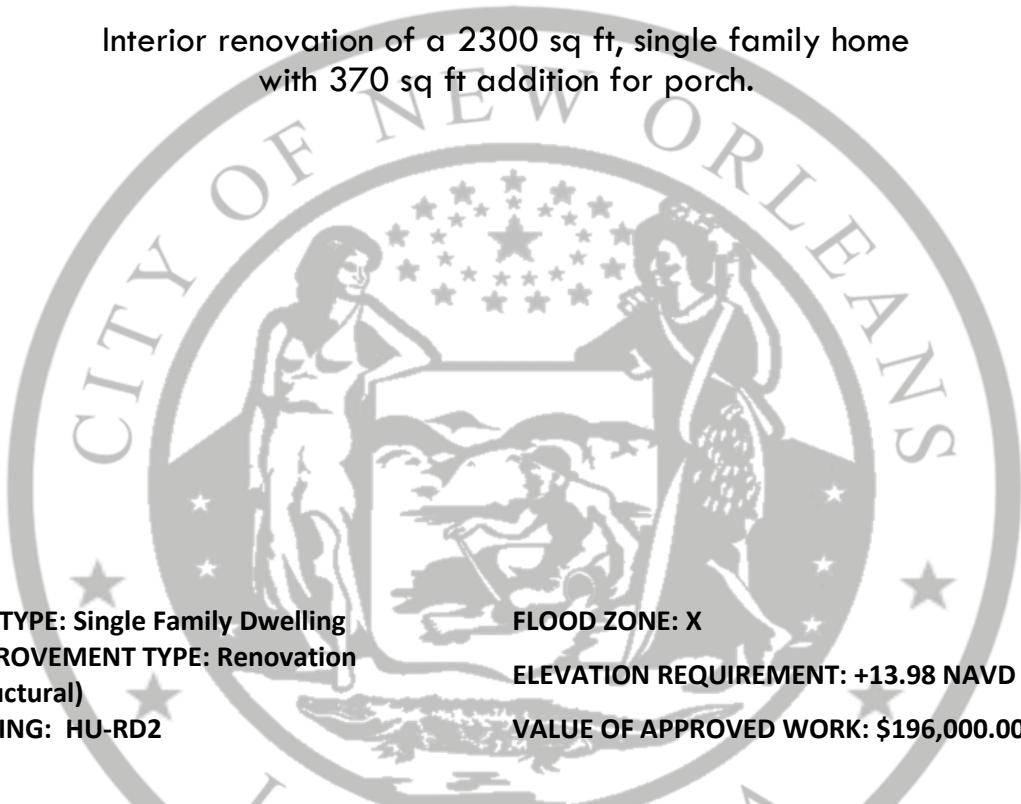 Interior renovation of a 2300 sq ft, single family home
with 370 sq ft addition for porch.
CITY OF NEW ORLEANS
TYPE: Single Family Dwelling
ROVEMENT TYPE: Renovation
uctural)
ING: HU-RD2
FLOOD ZONE: X
ELEVATION REQUIREMENT: +13.98 NAVD
VALUE OF APPROVED WORK: $196,000.00